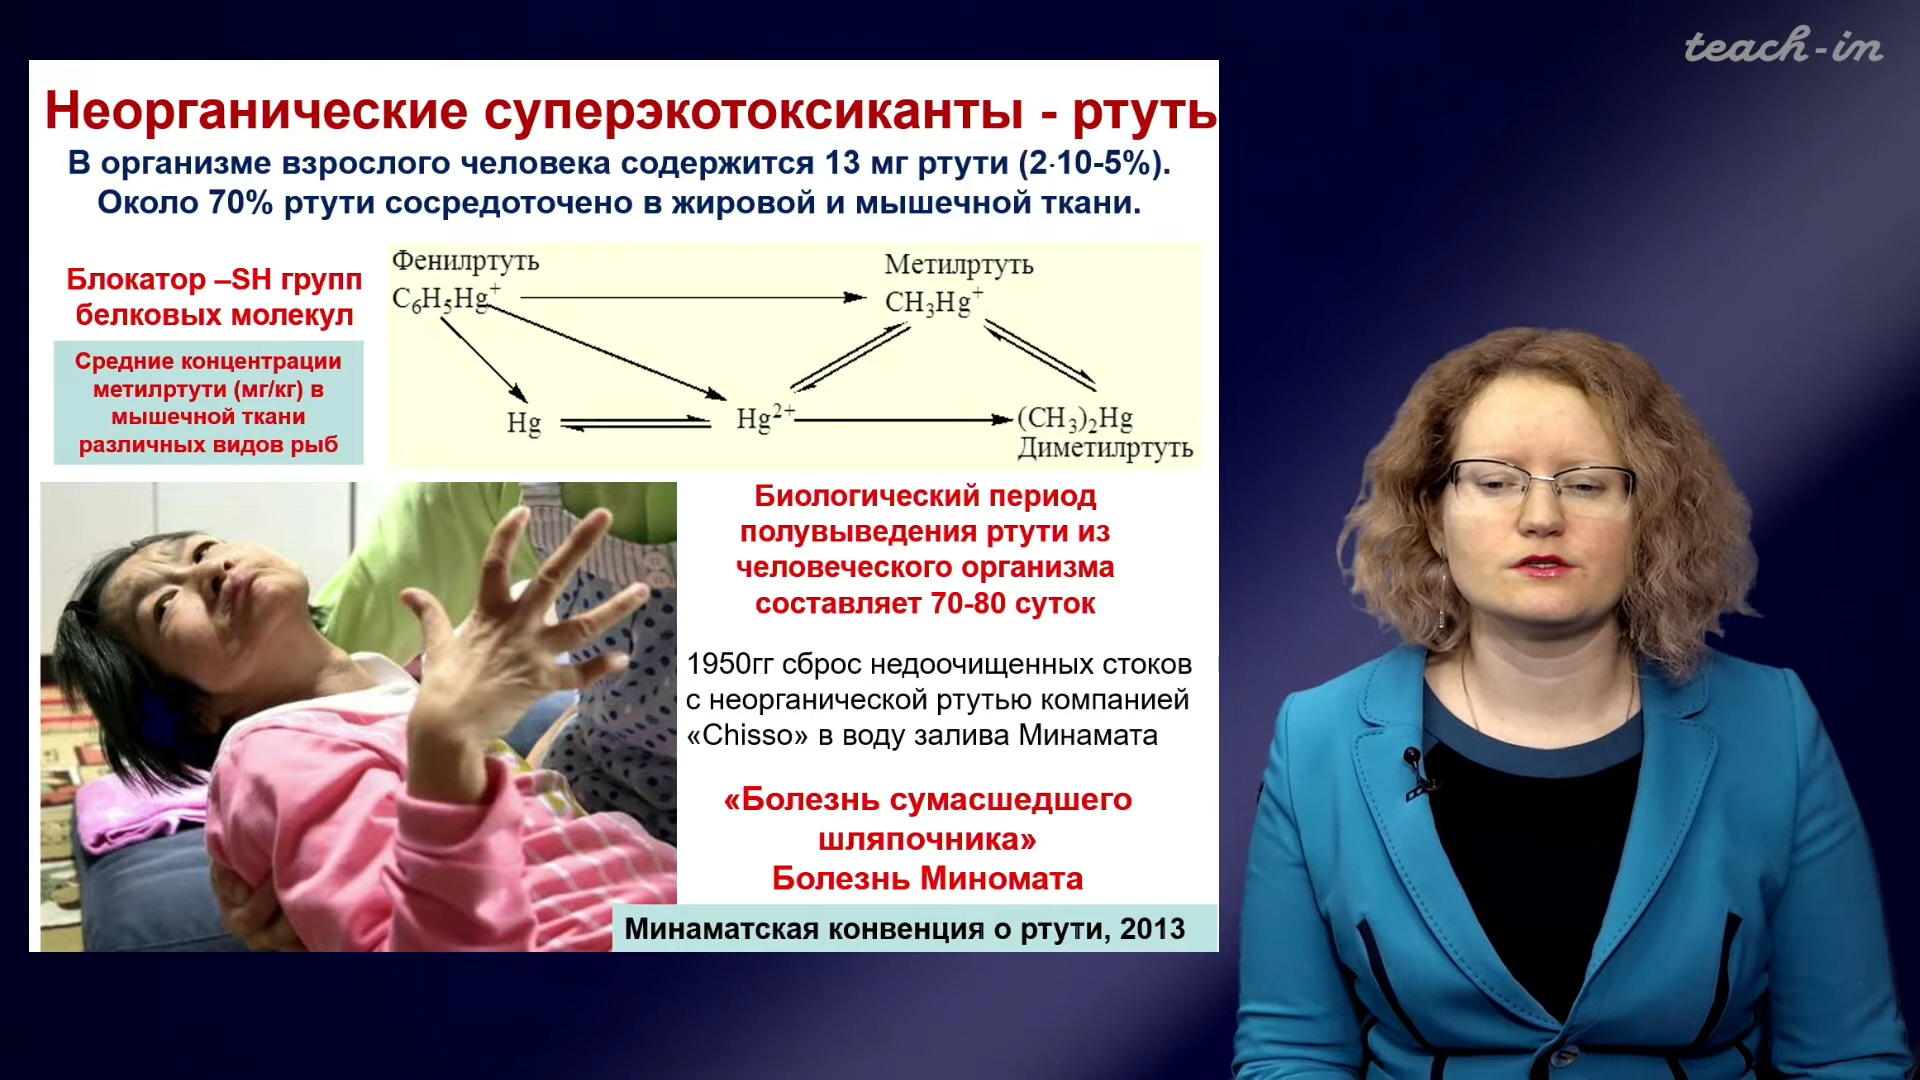 teach-in
Неорганические суперэкотоксиканты - ртуть
В организме взрослого человека содержится 13 мг ртути (2·10-5%).
Около 70% ртути сосредоточено в жировой и мышечной ткани.
Блокатор –SH групп
белковых молекул
Средние концентрации
метилртути (мг/кг) в
мышечной ткани
различных видов рыб
Фенилртуть
C₆H₅Hg⁺
Метилртуть
CH₃Hg⁺
Hg
Hg²⁺
(CH₃)₂Hg
Диметилртуть
Биологический период
полувыведения ртути из
человеческого организма
составляет 70-80 суток
1950гг сброс недоочищенных стоков
с неорганической ртутью компанией
«Chisso» в воду залива Минамата
«Болезнь сумасшедшего
шляпочника»
Болезнь Миномата
Минаматская конвенция о ртути, 2013